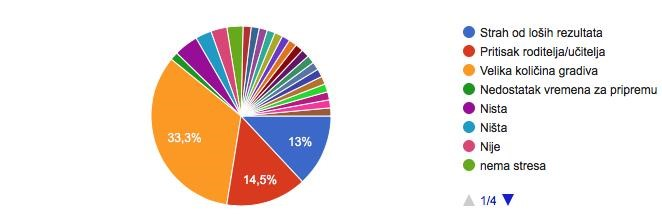 Strah od loših rezultata
Pritisak roditelja/učitelja
Velika količina gradiva
Nedostatak vremena za pripremu
Nista
Ništa
Nije
nema stresa
1/4
33,3%
13%
14,5%